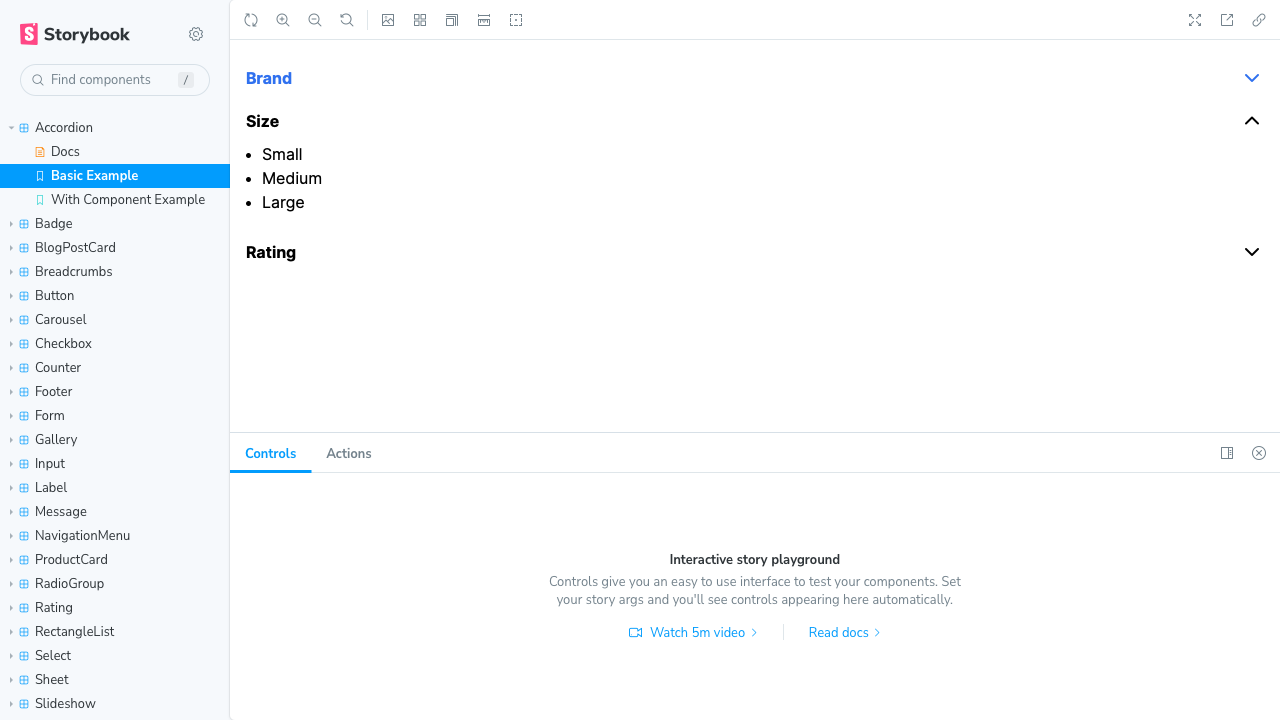 Storybook
Find components
/
Accordion
Docs
Basic Example
With Component Example
Badge
BlogPostCard
Breadcrumbs
Button
Carousel
Checkbox
Counter
Footer
Form
Gallery
Input
Label
Message
NavigationMenu
ProductCard
RadioGroup
Rating
RectangleList
Select
Sheet
Slideshow
Brand
Size
Small
Medium
Large
Rating
Controls
Actions
Interactive story playground
Controls give you an easy to use interface to test your components. Set
your story args and you'll see controls appearing here automatically.
Watch 5m video
Read docs